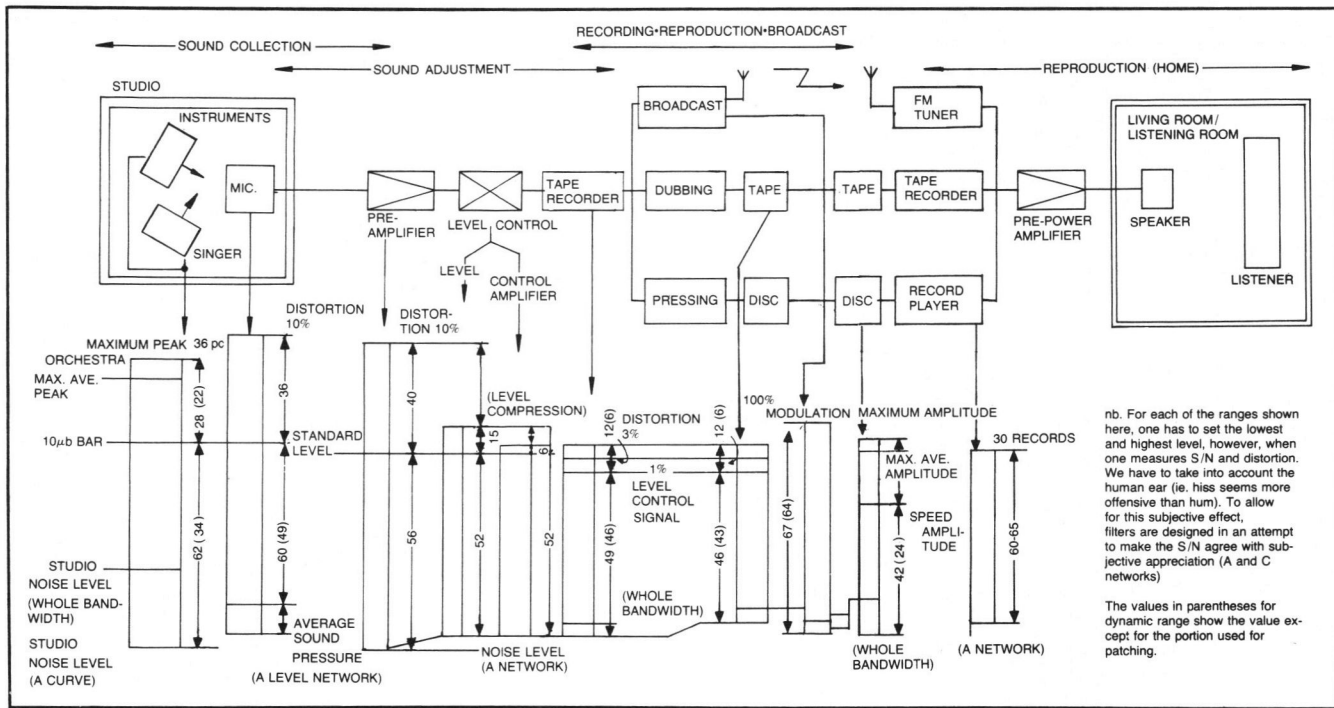 SOUND COLLECTION
RECORDING•REPRODUCTION•BROADCAST
SOUND ADJUSTMENT
REPRODUCTION (HOME)
STUDIO
INSTRUMENTS
MIC.
SINGER
PRE-
AMPLIFIER
LEVEL CONTROL
LEVEL
CONTROL
AMPLIFIER
TAPE
RECORDER
BROADCAST
DUBBING
TAPE
PRESSING
DISC
TAPE
DISC
FM
TUNER
TAPE
RECORDER
RECORD
PLAYER
PRE-POWER
AMPLIFIER
LIVING ROOM/
LISTENING ROOM
SPEAKER
LISTENER
MAXIMUM PEAK 36 pc
ORCHESTRA
MAX. AVE.
PEAK
10μb BAR
STUDIO
NOISE LEVEL
(WHOLE BAND-
WIDTH)
STUDIO
NOISE LEVEL
(A CURVE)
28 (22)
62 (34)
DISTORTION
10%
36
60 (49)
STANDARD
LEVEL
AVERAGE
SOUND
PRESSURE
(A LEVEL NETWORK)
DISTOR-
TION 10%
40
56
(LEVEL
COMPRESSION)
15
6
52
52
NOISE LEVEL
(A NETWORK)
12(6)
DISTORTION
3%
12 (6)
1%
LEVEL
CONTROL
SIGNAL
49 (46)
46 (43)
(WHOLE
BANDWIDTH)
100%
MODULATION
67 (64)
MAXIMUM AMPLITUDE
MAX. AVE.
AMPLITUDE
SPEED
AMPLI-
TUDE
42 (24)
(WHOLE
BANDWIDTH)
30 RECORDS
60-65
(A NETWORK)
nb. For each of the ranges shown
here, one has to set the lowest
and highest level, however, when
one measures S/N and distortion.
We have to take into account the
human ear (ie. hiss seems more
offensive than hum). To allow
for this subjective effect,
filters are designed in an attempt
to make the S/N agree with sub-
jective appreciation (A and C
networks)
The values in parentheses for
dynamic range show the value ex-
cept for the portion used for
patching.